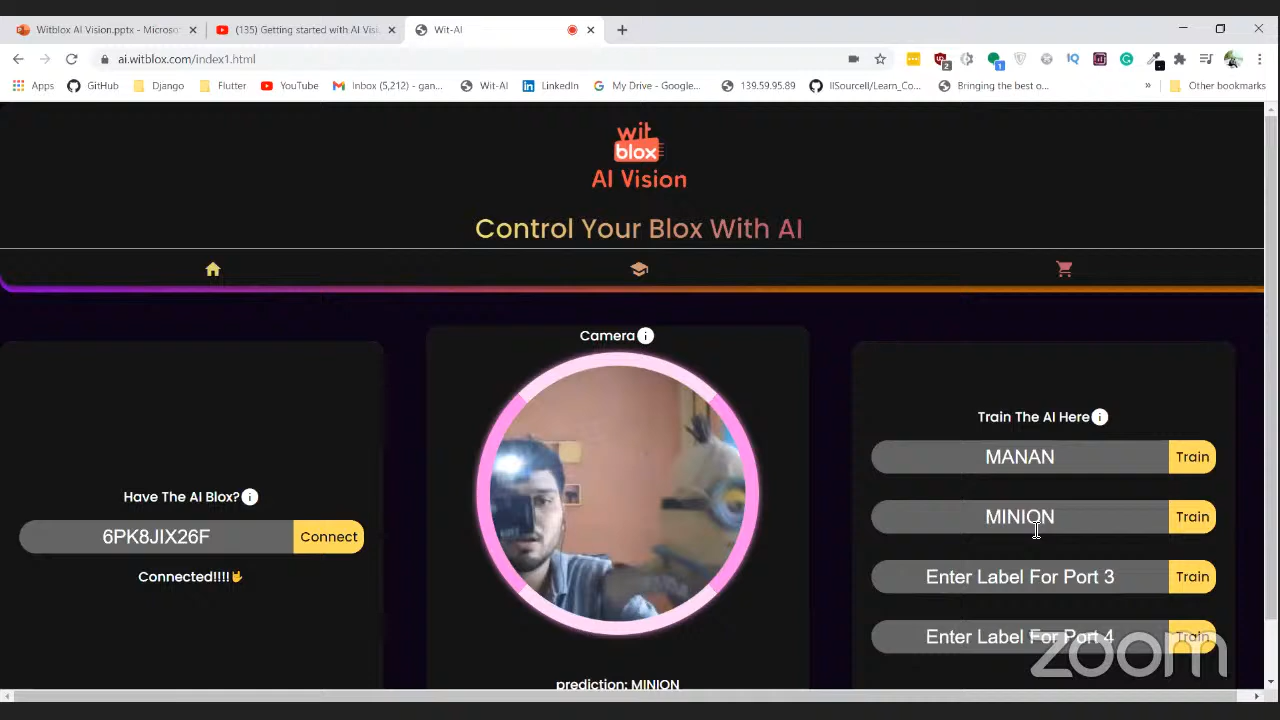 Witblox AI Vision.pptx - Microsof
(135) Getting started with AI Visi
Wit-AI
ai.witblox.com/index1.html
Apps
GitHub
Django
Flutter
YouTube
Inbox (5,212) - gan...
Wit-AI
LinkedIn
My Drive - Google...
139.59.95.89
llSourcell/Learn_Co...
Bringing the best o...
»
Other bookmarks
wit
blox
AI Vision
Control Your Blox With AI
Camera
Train The AI Here
MANAN
Train
Have The AI Blox?
MINION
Train
6PK8JIX26F
Connect
Connected!!!!🤟
Enter Label For Port 3
Train
Enter Label For Port 4
Train
zoom
prediction: MINION